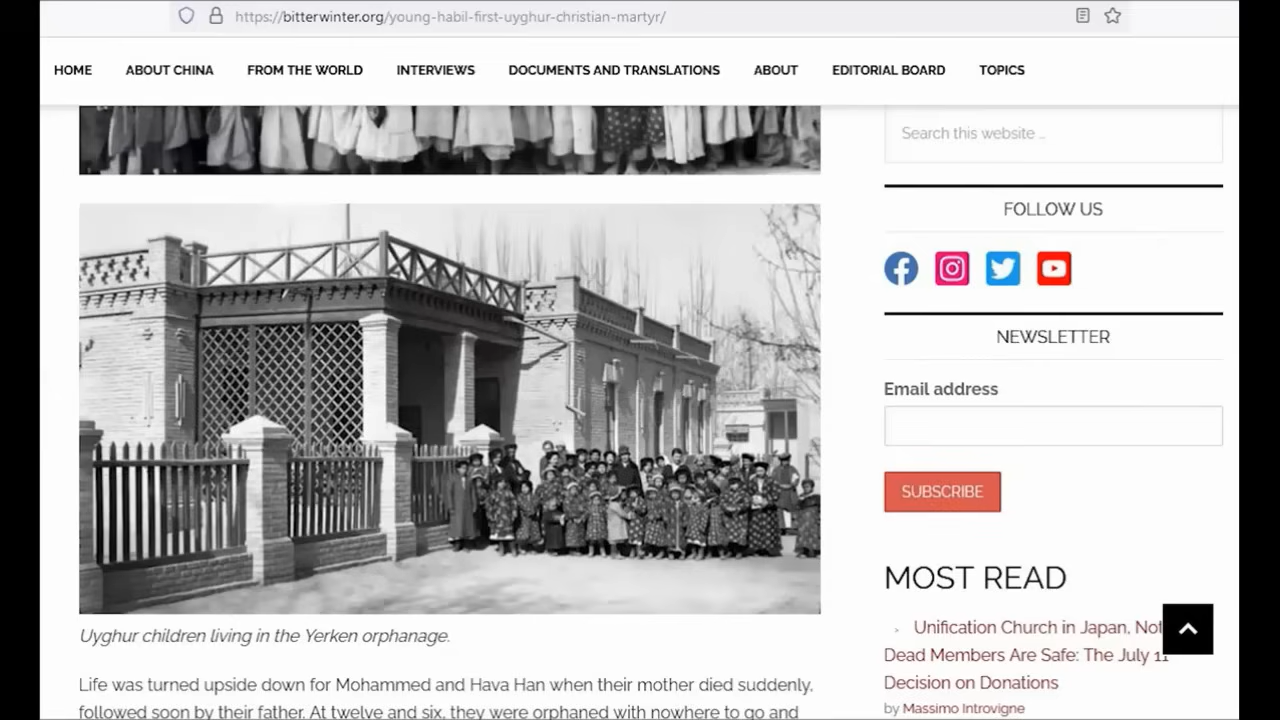 https://bitterwinter.org/young-habil-first-uyghur-christian-martyr/
HOME ABOUT CHINA FROM THE WORLD INTERVIEWS DOCUMENTS AND TRANSLATIONS ABOUT EDITORIAL BOARD TOPICS
Search this website ...
FOLLOW US
NEWSLETTER
Email address
SUBSCRIBE
MOST READ
Unification Church in Japan, Not
Dead Members Are Safe: The July 11
Decision on Donations
by Massimo Introvigne
Uyghur children living in the Yerken orphanage.
Life was turned upside down for Mohammed and Hava Han when their mother died suddenly,
followed soon by their father. At twelve and six, they were orphaned with nowhere to go and